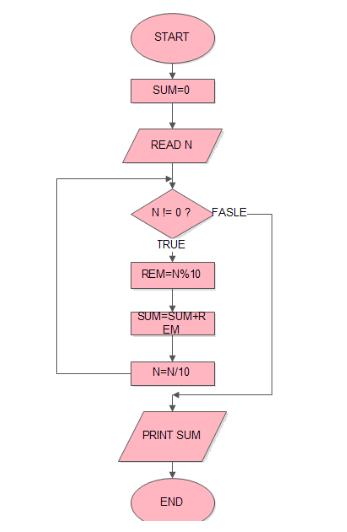 START
SUM=0
READ N
N != 0 ?
FASLE
TRUE
REM=N%10
SUM=SUM+R
EM
N=N/10
PRINT SUM
END